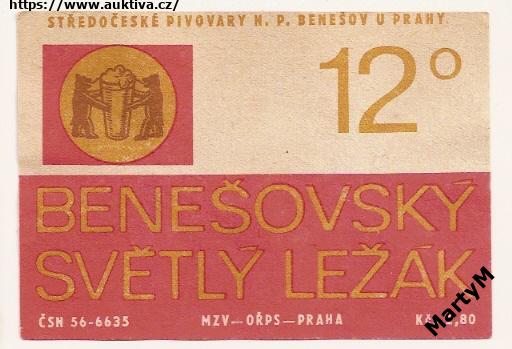 https://www.auktiva.cz/
STŘEDOČESKÉ PIVOVARY N. P. BENEŠOV U PRAHY
12°
BENEŠOVSKÝ
SVĚTLÝ LEŽÁK
ČSN 56-6635 MZV—OŘPS—PRAHA ,80
MartyM